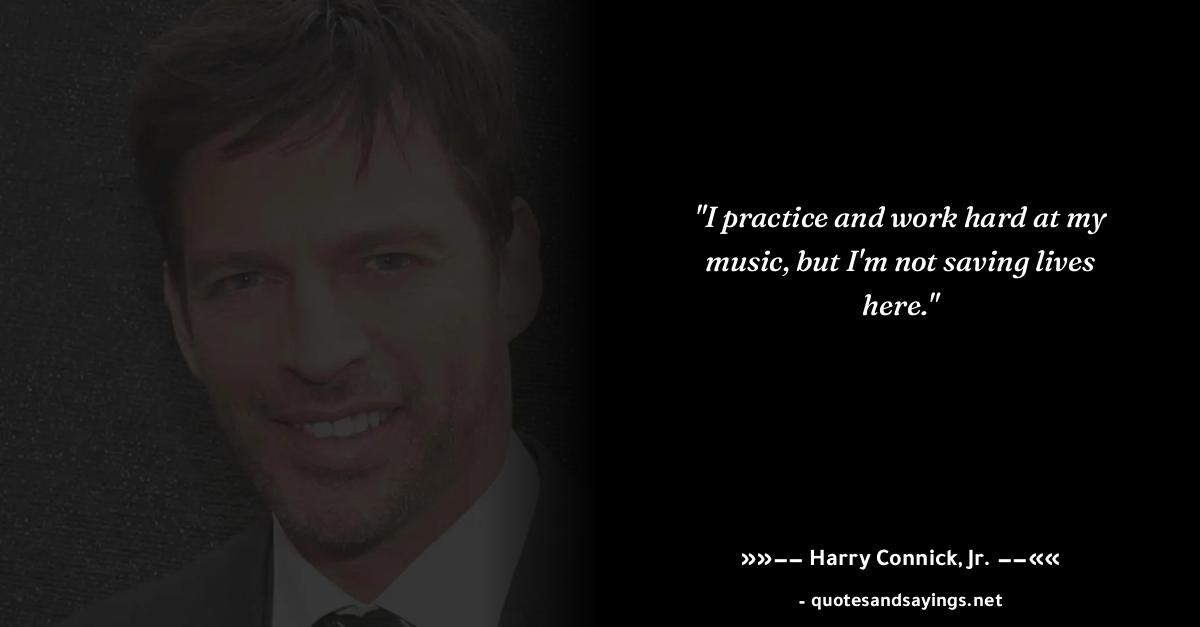 "I practice and work hard at my
music, but I'm not saving lives
here."
»»–– Harry Connick, Jr. ––««
- quotesandsayings.net